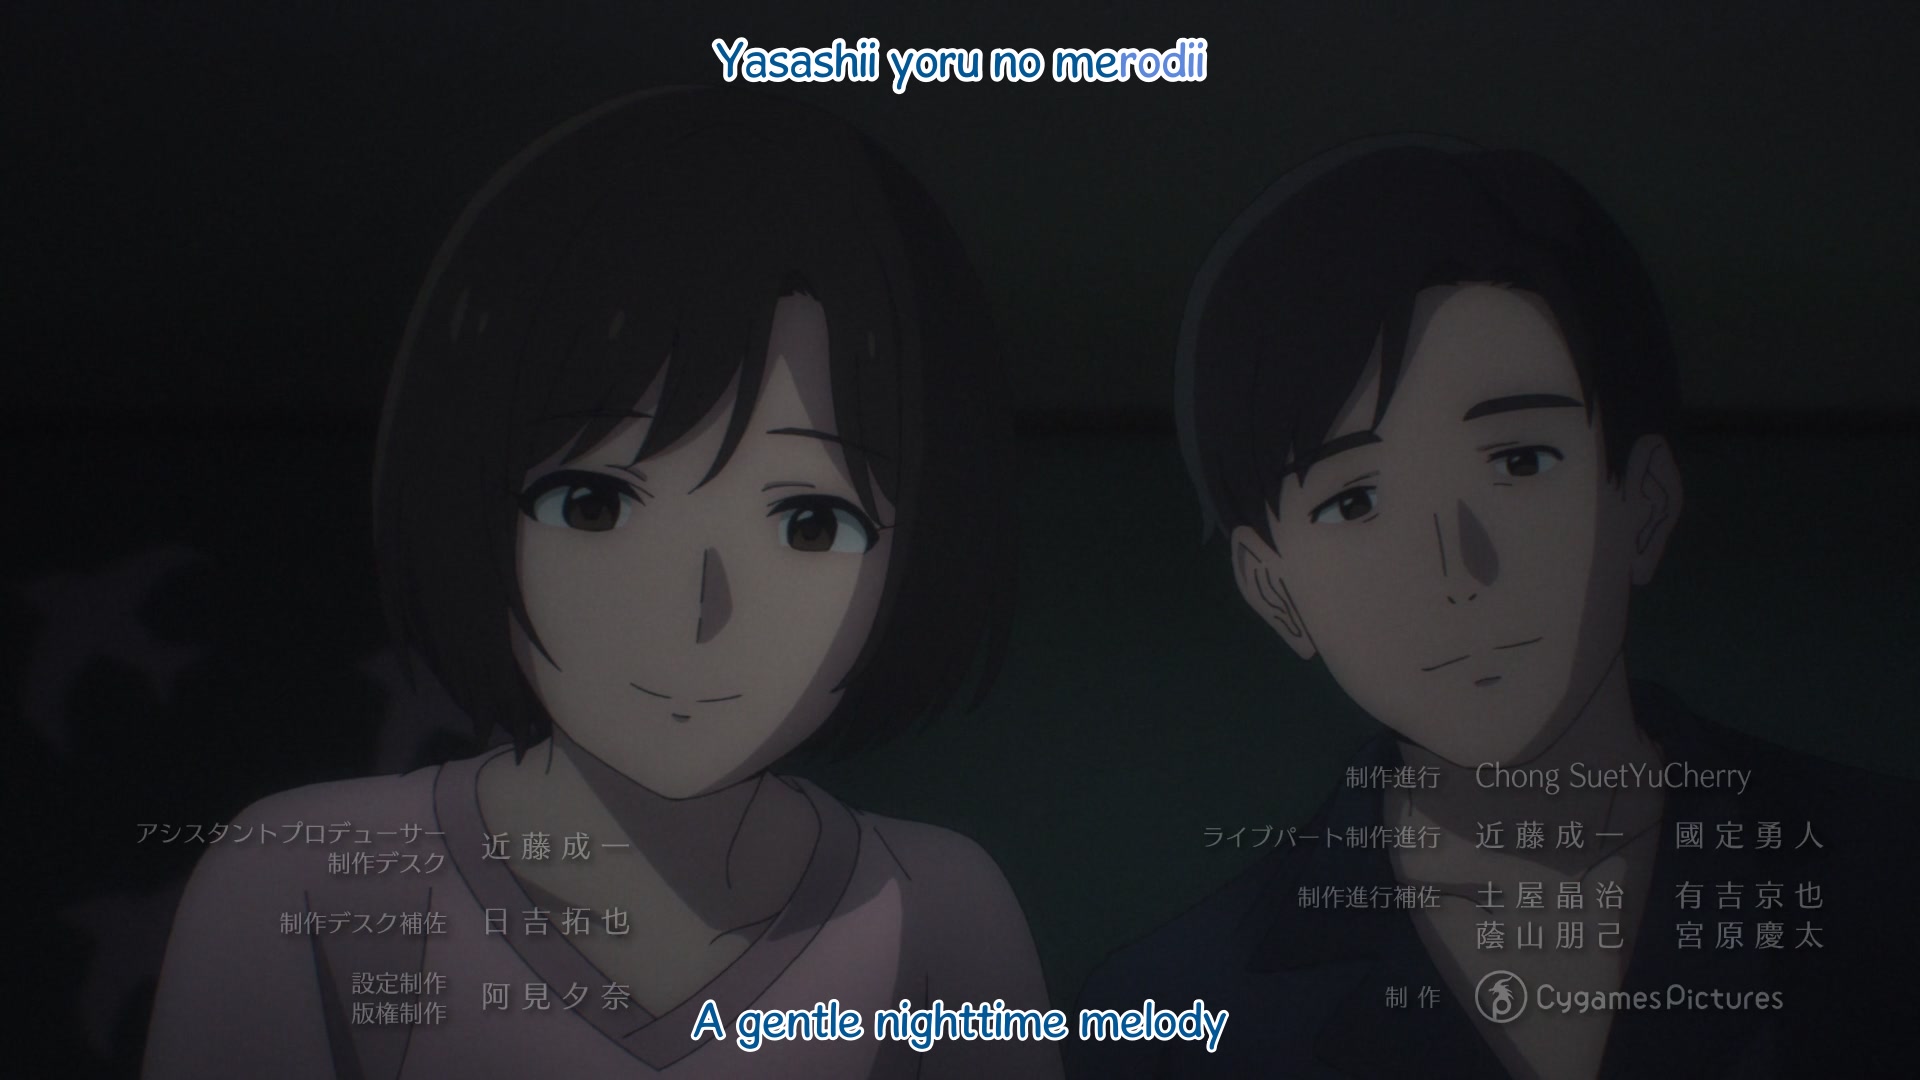 Yasashii yoru no merodii
アシスタントプロデューサー
制作デスク 近藤成一
制作デスク補佐 日吉拓也
設定制作
版権制作 阿見夕奈
制作進行 Chong SuetYuCherry
ライブパート制作進行 近藤成一 國定勇人
制作進行補佐 土屋晶治 有吉京也
蔭山朋己 宮原慶太
制作 CygamesPictures
A gentle nighttime melody